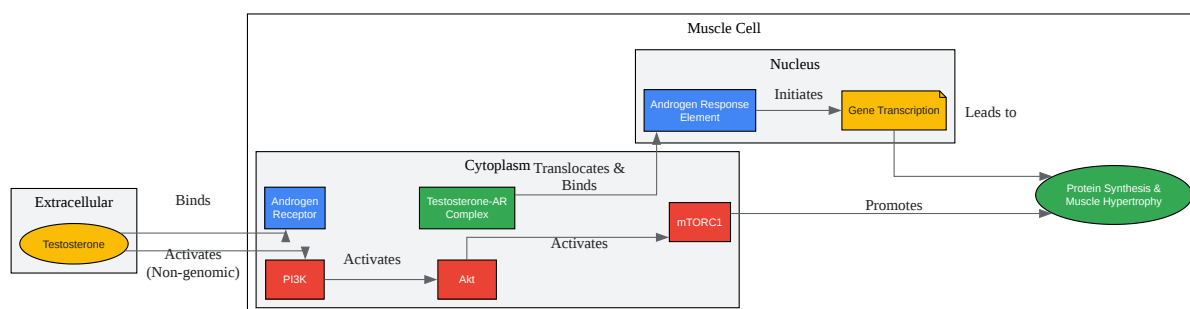 Muscle Cell
Nucleus
Androgen Response
Element
Initiates
Gene Transcription
Leads to
Cytoplasm
Translocates &
Binds
Extracellular
Testosterone
Binds
Activates
(Non-genomic)
Androgen
Receptor
Testosterone-AR
Complex
PI3K
Activates
Akt
Activates
mTORC1
Promotes
Protein Synthesis &
Muscle Hypertrophy